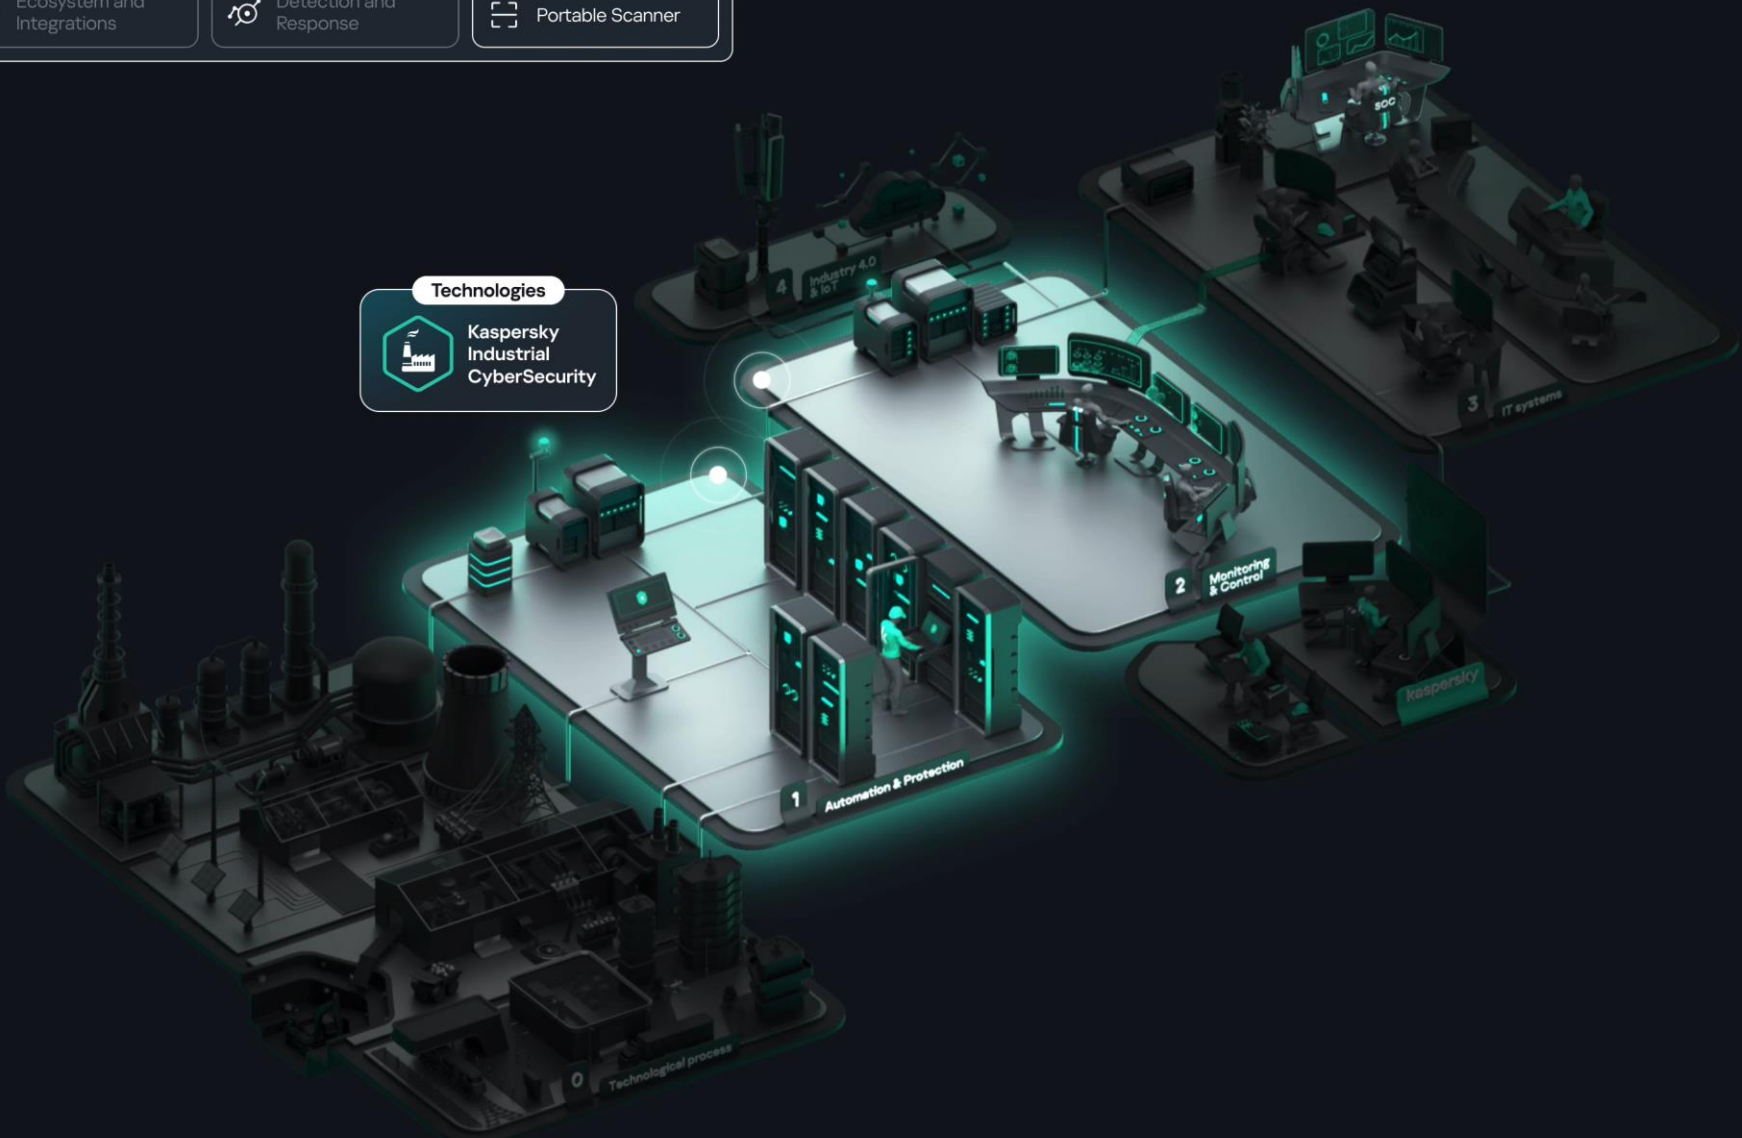 Ecosystem and
Integrations
Detection and
Response
Portable Scanner
SOC
4
Industry 4.0
& IoT
Technologies
Kaspersky
Industrial
CyberSecurity
3
IT systems
2
Monitoring
& Control
kaspersky
1
Automation & Protection
0
Technological process